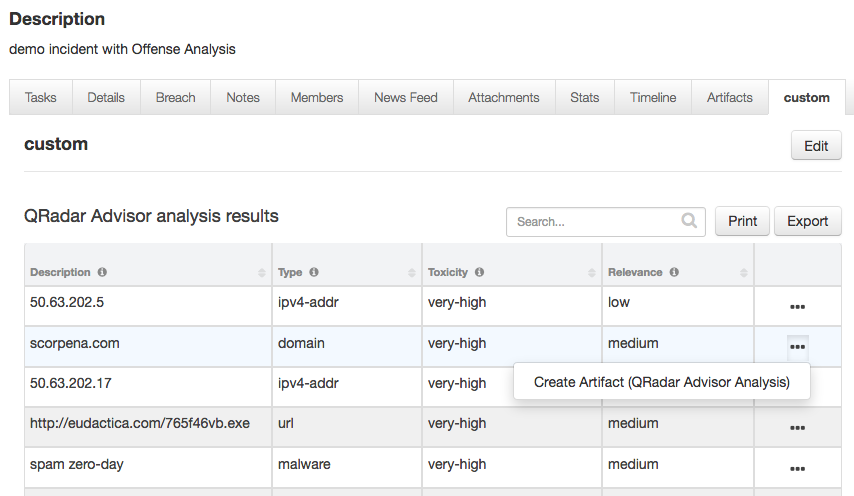 Description
demo incident with Offense Analysis
Tasks Details Breach Notes Members News Feed Attachments Stats Timeline Artifacts custom
custom Edit
QRadar Advisor analysis results Search... Print Export
Description Type Toxicity Relevance
50.63.202.5 ipv4-addr very-high low
scorpena.com domain very-high medium
50.63.202.17 ipv4-addr very-high
Create Artifact (QRadar Advisor Analysis)
http://eudactica.com/765f46vb.exe url very-high medium
spam zero-day malware very-high medium